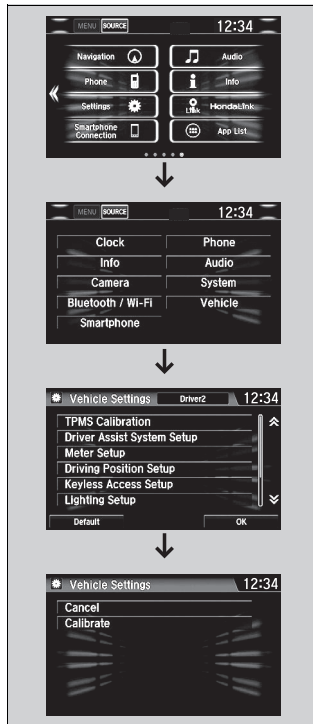 MENU SOURCE 12:34
Navigation Audio
Phone Info
Settings Link HondaLink
Smartphone Connection App List
MENU SOURCE 12:34
Clock Phone
Info Audio
Camera System
Bluetooth / Wi-Fi Vehicle
Smartphone
Vehicle Settings Driver2 12:34
TPMS Calibration
Driver Assist System Setup
Meter Setup
Driving Position Setup
Keyless Access Setup
Lighting Setup
Default OK
Vehicle Settings 12:34
Cancel
Calibrate